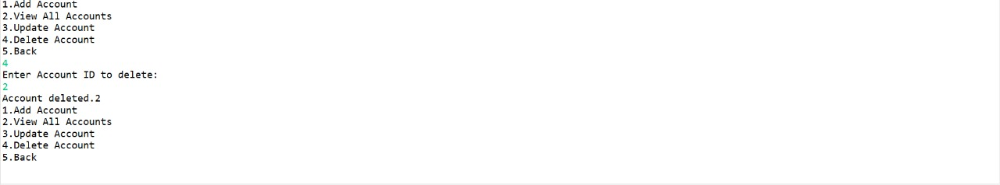 1.Add Account
2.View All Accounts
3.Update Account
4.Delete Account
5.Back
4
Enter Account ID to delete:
2
Account deleted.2
1.Add Account
2.View All Accounts
3.Update Account
4.Delete Account
5.Back